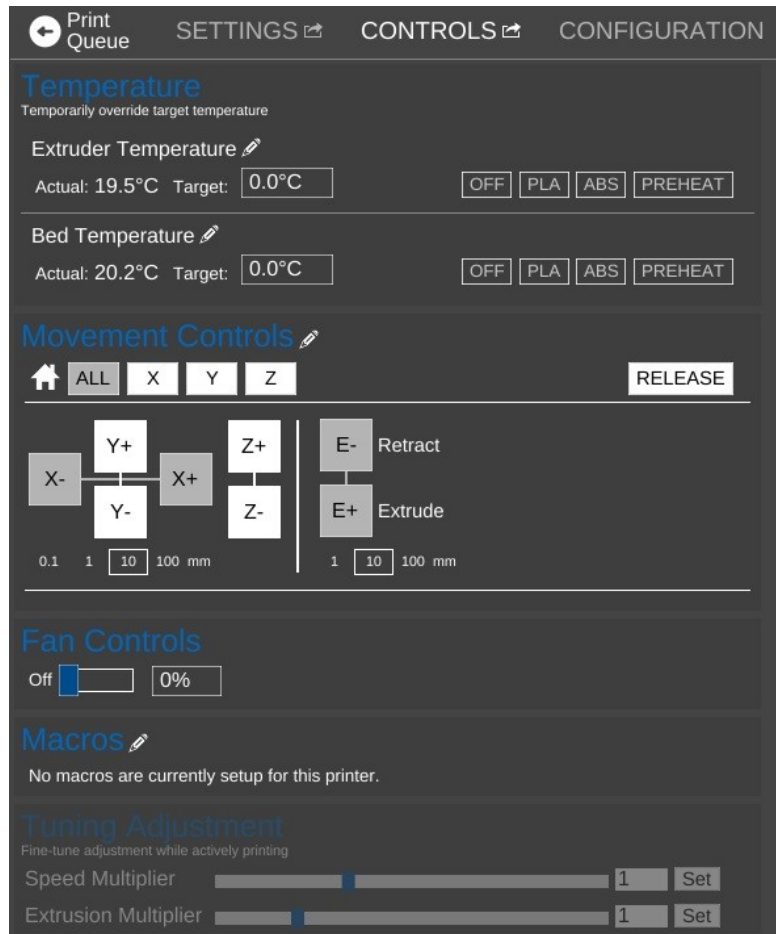 Print Queue SETTINGS CONTROLS CONFIGURATION
Temperature
Temporarily override target temperature
Extruder Temperature
Actual: 19.5°C Target: 0.0°C OFF PLA ABS PREHEAT
Bed Temperature
Actual: 20.2°C Target: 0.0°C OFF PLA ABS PREHEAT
Movement Controls
ALL X Y Z RELEASE
Y+ Z+ E- Retract
X- X+
Y- Z- E+ Extrude
0.1 1 10 100 mm 1 10 100 mm
Fan Controls
Off 0%
Macros
No macros are currently setup for this printer.
Tuning Adjustment
Fine-tune adjustment while actively printing
Speed Multiplier 1 Set
Extrusion Multiplier 1 Set